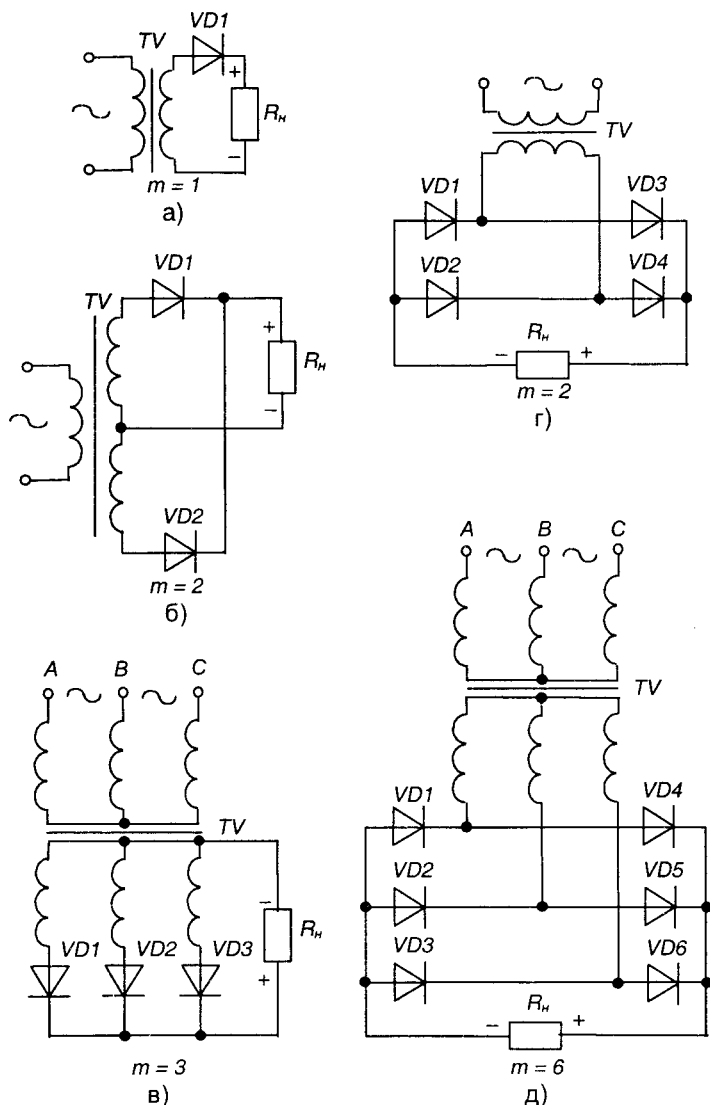 VD1
TV
+
Rн
−
m = 1
а)
VD1
TV
+
Rн
−
VD2
m = 2
б)
A B C
TV
−
Rн
+
VD1 VD2 VD3
m = 3
в)
TV
VD1 VD3
VD2 VD4
− Rн +
m = 2
г)
A B C
TV
VD1 VD4
VD2 VD5
VD3 VD6
Rн
− +
m = 6
д)